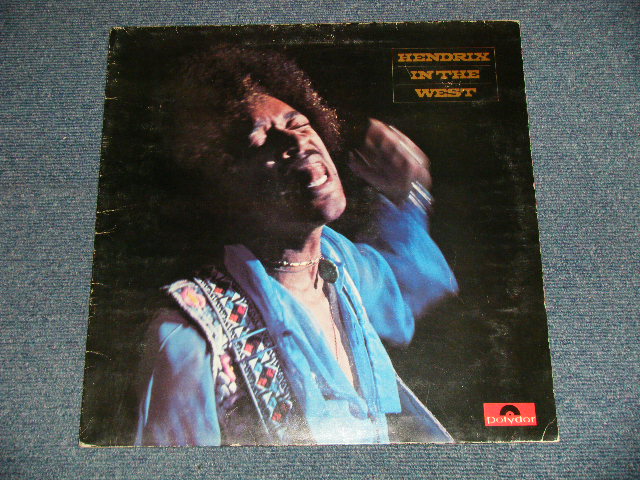 HENDRIX
IN THE
WEST
Polydor